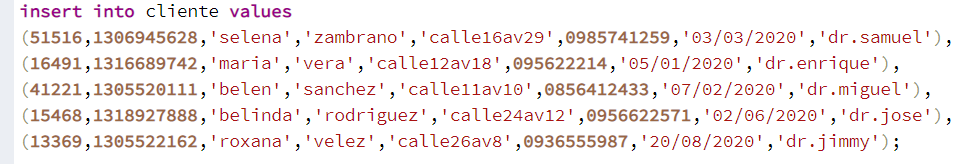 insert into cliente values
(51516,1306945628,'selena','zambrano','calle16av29',0985741259,'03/03/2020','dr.samuel'),
(16491,1316689742,'maria','vera','calle12av18',095622214,'05/01/2020','dr.enrique'),
(41221,1305520111,'belen','sanchez','calle11av10',0856412433,'07/02/2020','dr.miguel'),
(15468,1318927888,'belinda','rodriguez','calle24av12',0956622571,'02/06/2020','dr.jose'),
(13369,1305522162,'roxana','velez','calle26av8',0936555987,'20/08/2020','dr.jimmy');